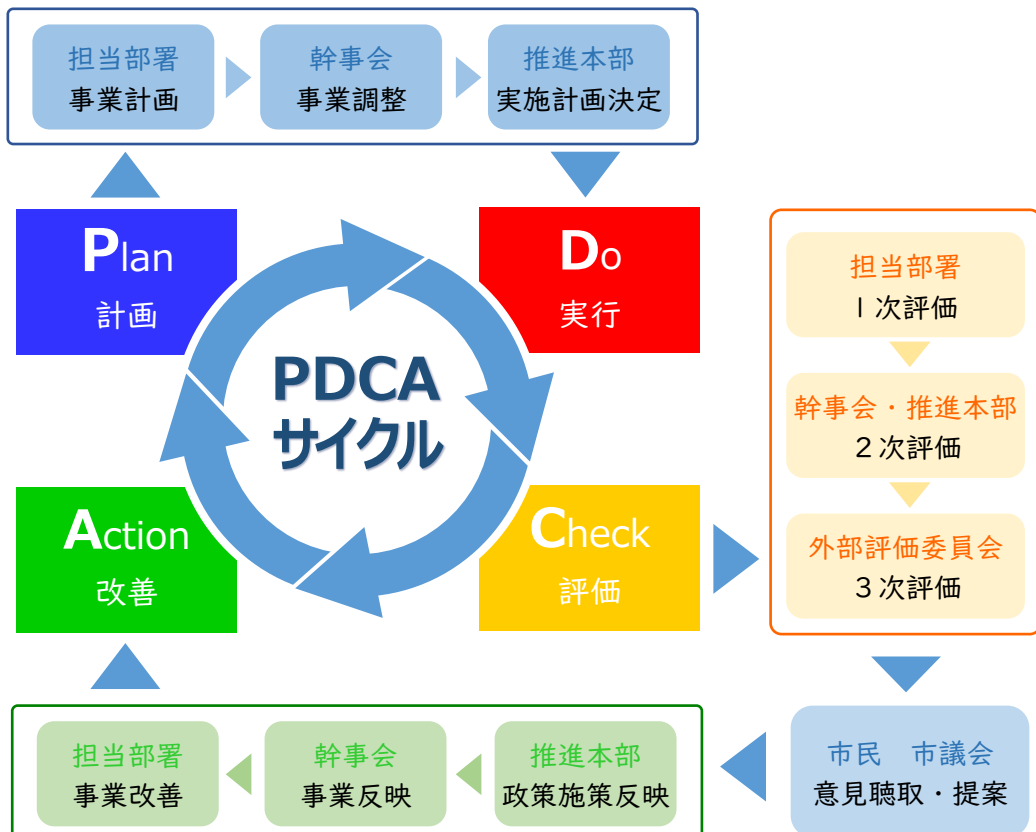 担当部署
事業計画
幹事会
事業調整
推進本部
実施計画決定
Plan
計画
Do
実行
PDCA
サイクル
Action
改善
Check
評価
担当部署
1次評価
幹事会・推進本部
２次評価
外部評価委員会
３次評価
市民　市議会
意見聴取・提案
推進本部
政策施策反映
幹事会
事業反映
担当部署
事業改善